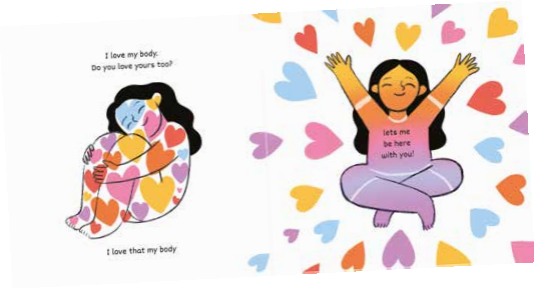 I love my body.
Do you love yours too?
I love that my body
lets me
be here
with you!